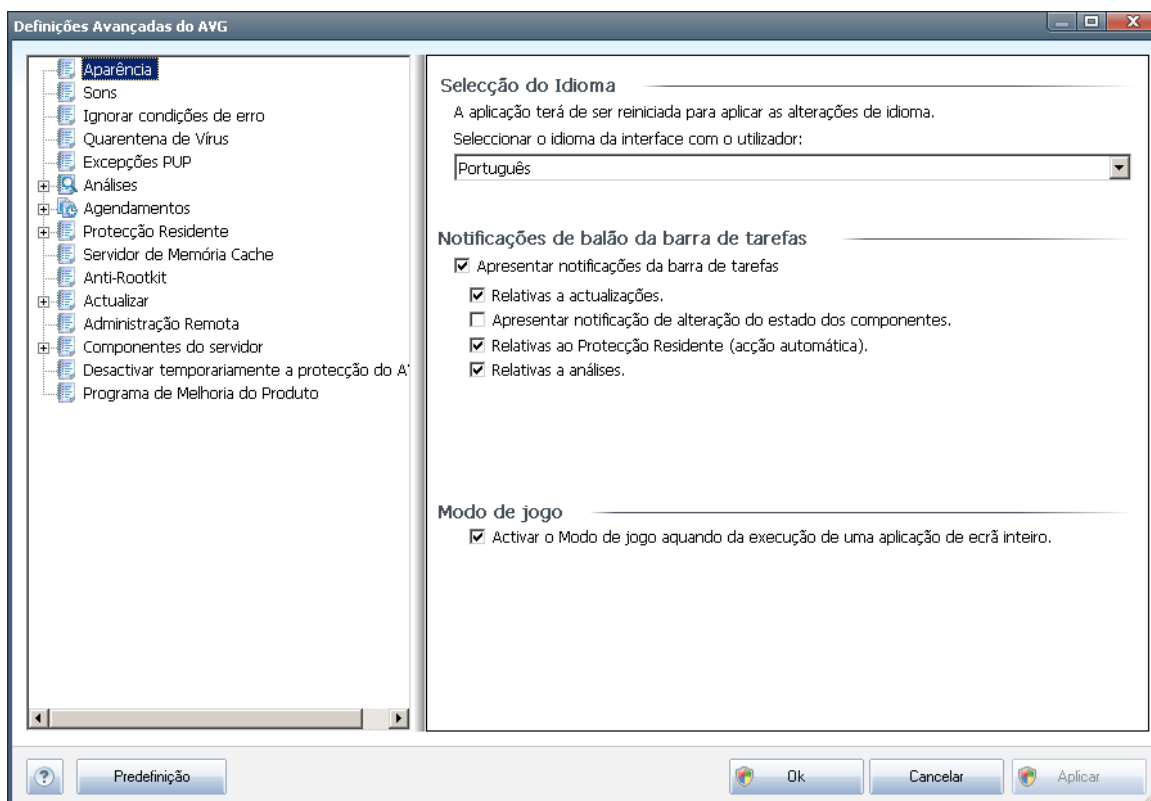 Definições Avançadas do AVG
Aparência
Sons
Ignorar condições de erro
Quarentena de Vírus
Excepções PUP
Análises
Agendamentos
Protecção Residente
Servidor de Memória Cache
Anti-Rootkit
Actualizar
Administração Remota
Componentes do servidor
Desactivar temporariamente a protecção do A
Programa de Melhoria do Produto
Selecção do Idioma
A aplicação terá de ser reiniciada para aplicar as alterações de idioma.
Seleccionar o idioma da interface com o utilizador:
Português
Notificações de balão da barra de tarefas
Apresentar notificações da barra de tarefas
Relativas a actualizações.
Apresentar notificação de alteração do estado dos componentes.
Relativas ao Protecção Residente (acção automática).
Relativas a análises.
Modo de jogo
Activar o Modo de jogo aquando da execução de uma aplicação de ecrã inteiro.
? Predefinição Ok Cancelar Aplicar